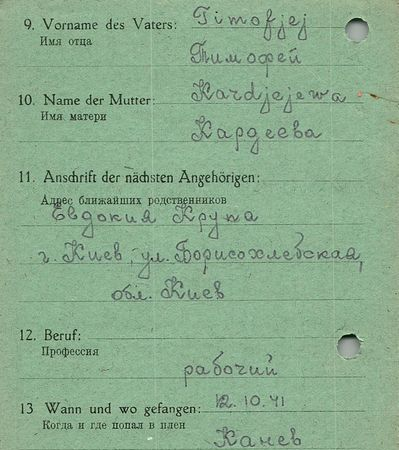 9. Vorname des Vaters: Timofjej
Имя отца
Тимофей
10. Name der Mutter: Kardjejewa
Имя матери
Кардеева
11. Anschrift der nächsten Angehörigen:
Адрес ближайших родственников
Евдокия Крупа
г. Киев, ул. Борисохлебская,
обл. Киев
12. Beruf:
Профессия
рабочий
13 Wann und wo gefangen: 12.10.41
Когда и где попал в плен
Канев